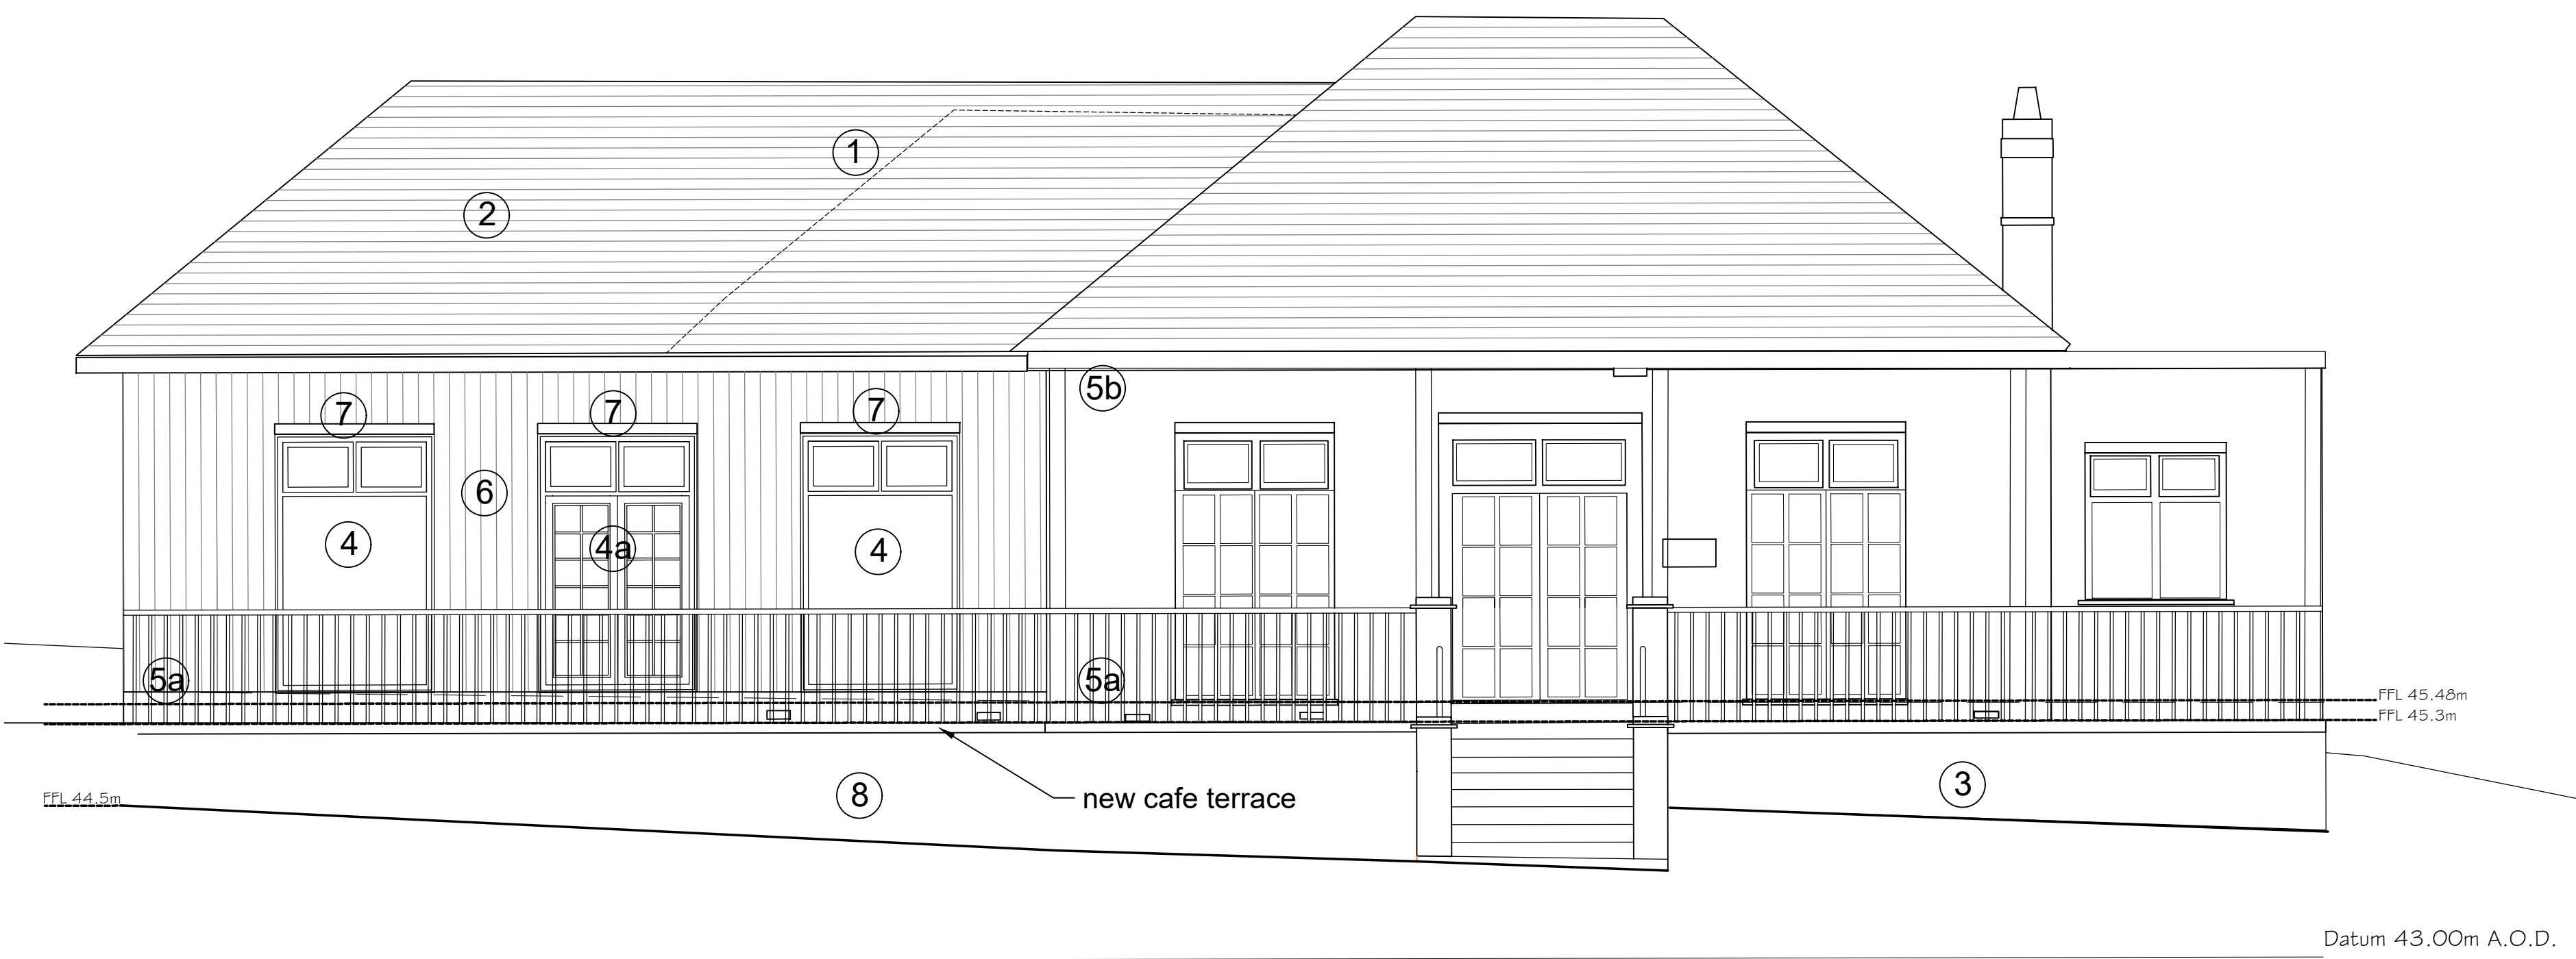 1
2
5b
7 7 7
6
4 4a 4
5a 5a
FFL 45.48m
FFL 45.3m
3
8
new cafe terrace
FFL 44.5m
Datum 43.00m A.O.D.